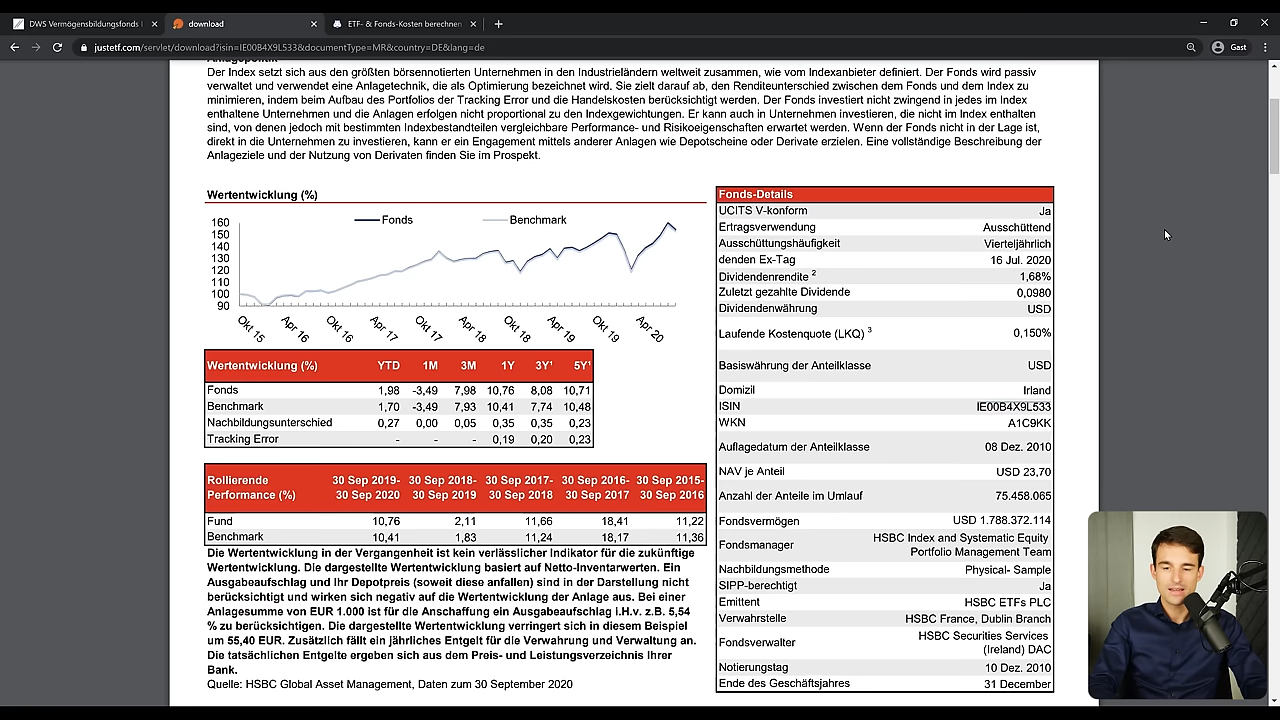 DWS Vermögensbildungsfonds I
download
ETF- & Fonds-Kosten berechnen
justetf.com/servlet/download?isin=IE00B4X9L533&documentType=MR&country=DE&lang=de
Gast
Anlagepolitik
Der Index setzt sich aus den größten börsennotierten Unternehmen in den Industrieländern weltweit zusammen, wie vom Indexanbieter definiert. Der Fonds wird passiv
verwaltet und verwendet eine Anlagetechnik, die als Optimierung bezeichnet wird. Sie zielt darauf ab, den Renditeunterschied zwischen dem Fonds und dem Index zu
minimieren, indem beim Aufbau des Portfolios der Tracking Error und die Handelskosten berücksichtigt werden. Der Fonds investiert nicht zwingend in jedes im Index
enthaltene Unternehmen und die Anlagen erfolgen nicht proportional zu den Indexgewichtungen. Er kann auch in Unternehmen investieren, die nicht im Index enthalten
sind, von denen jedoch mit bestimmten Indexbestandteilen vergleichbare Performance- und Risikoeigenschaften erwartet werden. Wenn der Fonds nicht in der Lage ist,
direkt in die Unternehmen zu investieren, kann er ein Engagement mittels anderer Anlagen wie Depotscheine oder Derivate erzielen. Eine vollständige Beschreibung der
Anlageziele und der Nutzung von Derivaten finden Sie im Prospekt.
Wertentwicklung (%)
Fonds Benchmark
160
150
140
130
120
110
100
90
Okt 15 Apr 16 Okt 16 Apr 17 Okt 17 Apr 18 Okt 18 Apr 19 Okt 19 Apr 20
Wertentwicklung (%) YTD 1M 3M 1Y 3Y¹ 5Y¹
Fonds 1,98 -3,49 7,98 10,76 8,08 10,71
Benchmark 1,70 -3,49 7,93 10,41 7,74 10,48
Nachbildungsunterschied 0,27 0,00 0,05 0,35 0,35 0,23
Tracking Error - - - 0,19 0,20 0,23
Rollierende 30 Sep 2019- 30 Sep 2018- 30 Sep 2017- 30 Sep 2016- 30 Sep 2015-
Performance (%) 30 Sep 2020 30 Sep 2019 30 Sep 2018 30 Sep 2017 30 Sep 2016
Fund 10,76 2,11 11,66 18,41 11,22
Benchmark 10,41 1,83 11,24 18,17 11,36
Die Wertentwicklung in der Vergangenheit ist kein verlässlicher Indikator für die zukünftige
Wertentwicklung. Die dargestellte Wertentwicklung basiert auf Netto-Inventarwerten. Ein
Ausgabeaufschlag und Ihr Depotpreis (soweit diese anfallen) sind in der Darstellung nicht
berücksichtigt und wirken sich negativ auf die Wertentwicklung der Anlage aus. Bei einer
Anlagesumme von EUR 1.000 ist für die Anschaffung ein Ausgabeaufschlag i.H.v. z.B. 5,54
% zu berücksichtigen. Die dargestellte Wertentwicklung verringert sich in diesem Beispiel
um 55,40 EUR. Zusätzlich fällt ein jährliches Entgelt für die Verwahrung und Verwaltung an.
Die tatsächlichen Entgelte ergeben sich aus dem Preis- und Leistungsverzeichnis Ihrer
Bank.
Quelle: HSBC Global Asset Management, Daten zum 30 September 2020
Fonds-Details
UCITS V-konform Ja
Ertragsverwendung Ausschüttend
Ausschüttungshäufigkeit Vierteljährlich
denden Ex-Tag 16 Jul. 2020
Dividendenrendite ² 1,68%
Zuletzt gezahlte Dividende 0,0980
Dividendenwährung USD
Laufende Kostenquote (LKQ) ³ 0,150%
Basiswährung der Anteilklasse USD
Domizil Irland
ISIN IE00B4X9L533
WKN A1C9KK
Auflagedatum der Anteilklasse 08 Dez. 2010
NAV je Anteil USD 23,70
Anzahl der Anteile im Umlauf 75.458.065
Fondsvermögen USD 1.788.372.114
Fondsmanager HSBC Index and Systematic Equity
Portfolio Management Team
Nachbildungsmethode Physical- Sample
SIPP-berechtigt Ja
Emittent HSBC ETFs PLC
Verwahrstelle HSBC France, Dublin Branch
Fondsverwalter HSBC Securities Services
(Ireland) DAC
Notierungstag 10 Dez. 2010
Ende des Geschäftsjahres 31 December